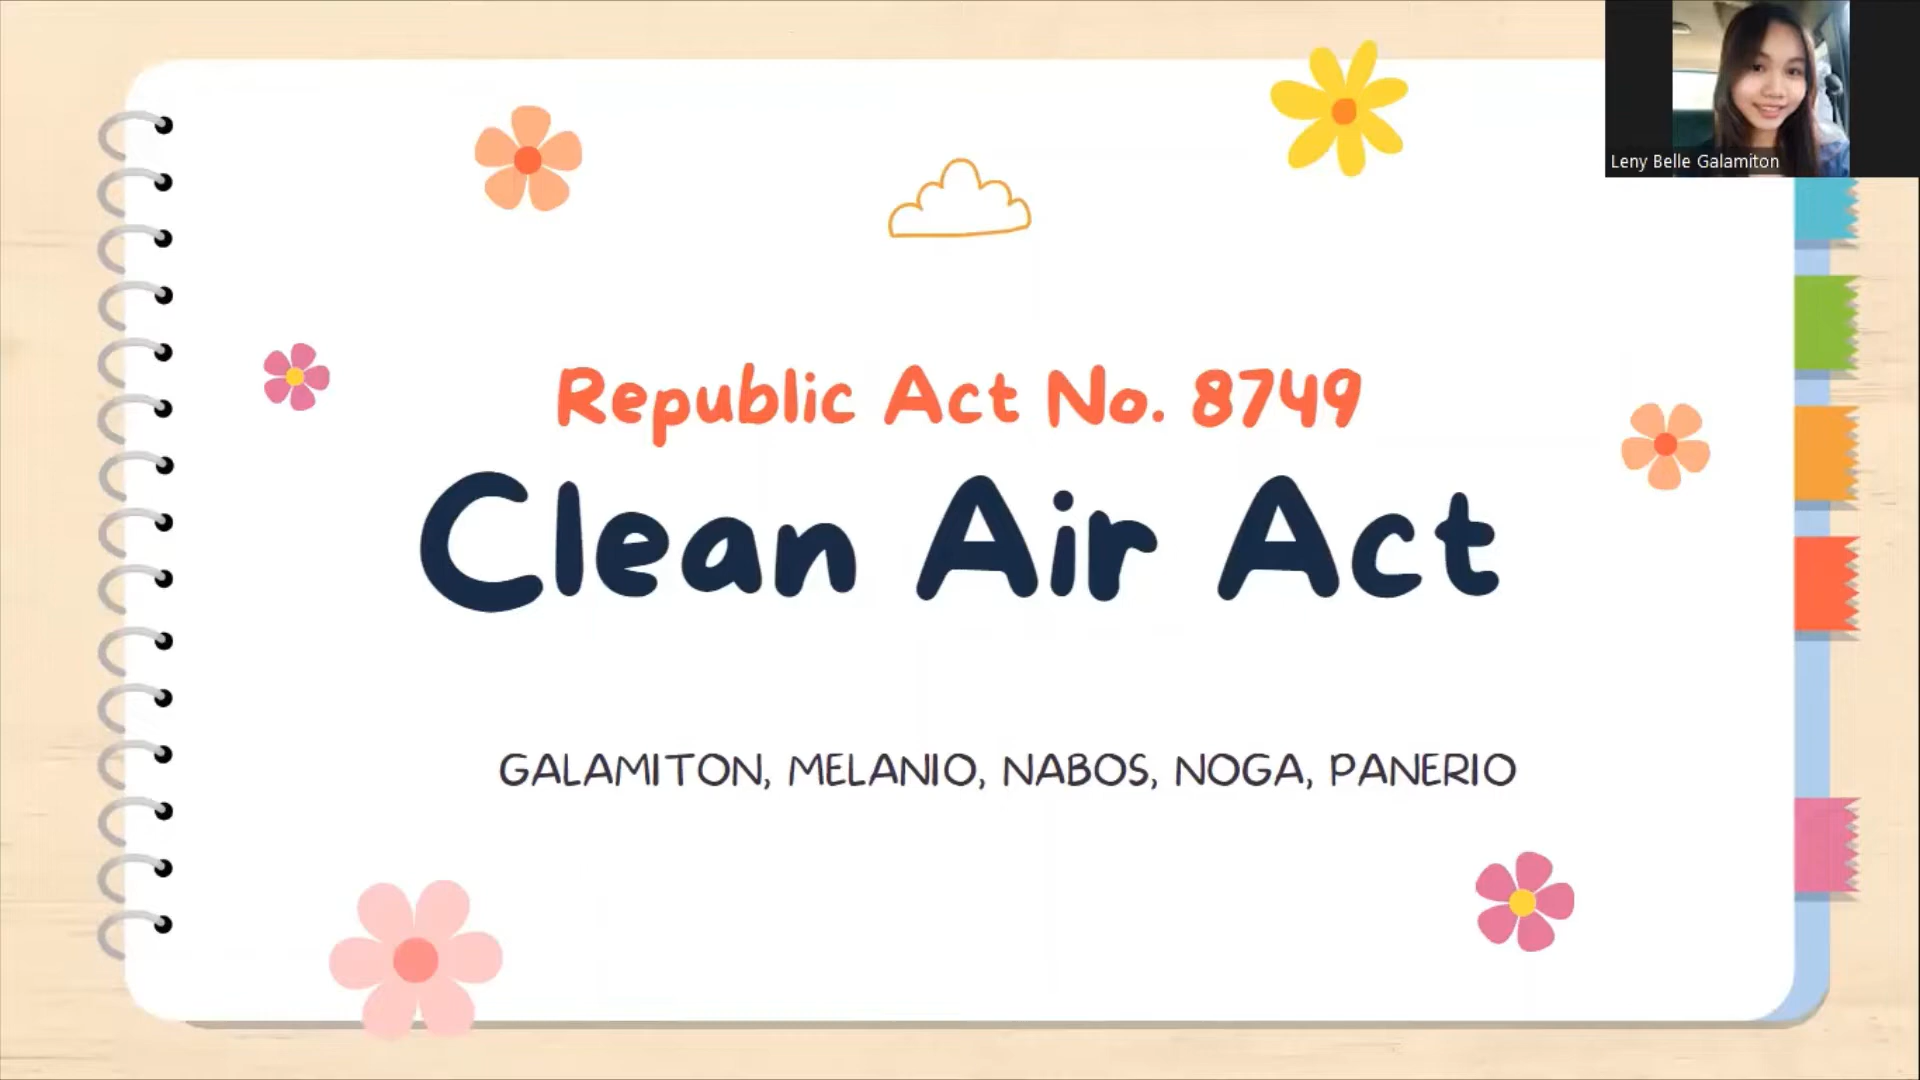 Leny Belle Galamiton
Republic Act No. 8749
Clean Air Act
GALAMITON, MELANIO, NABOS, NOGA, PANERIO